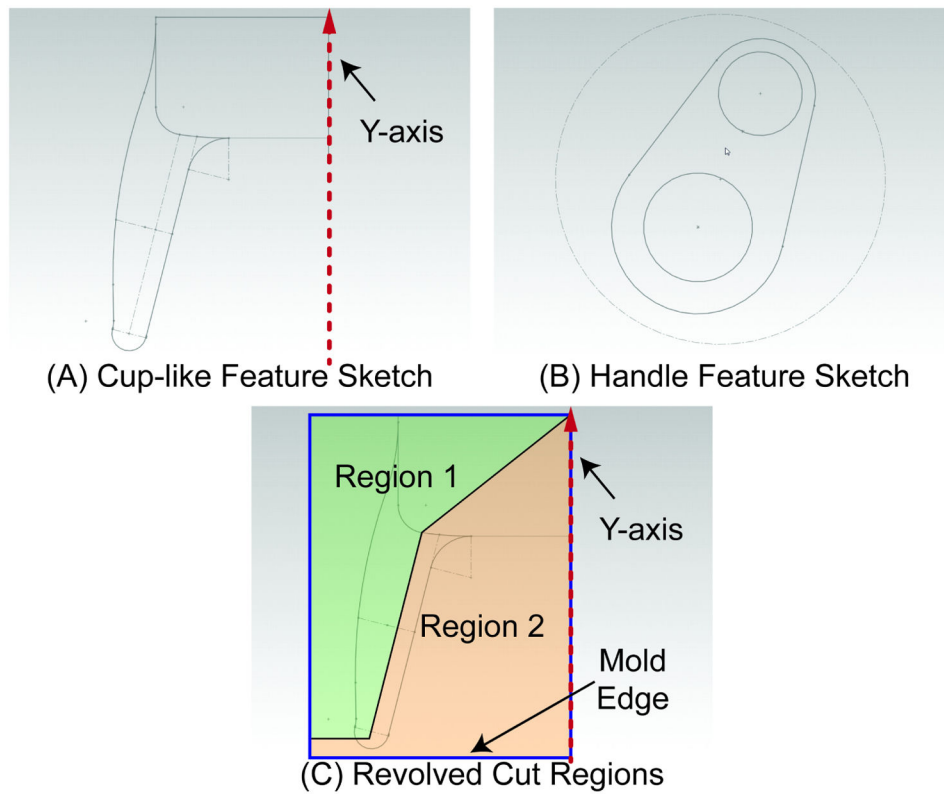 Y-axis
(A) Cup-like Feature Sketch
(B) Handle Feature Sketch
Region 1
Y-axis
Region 2
Mold
Edge
(C) Revolved Cut Regions